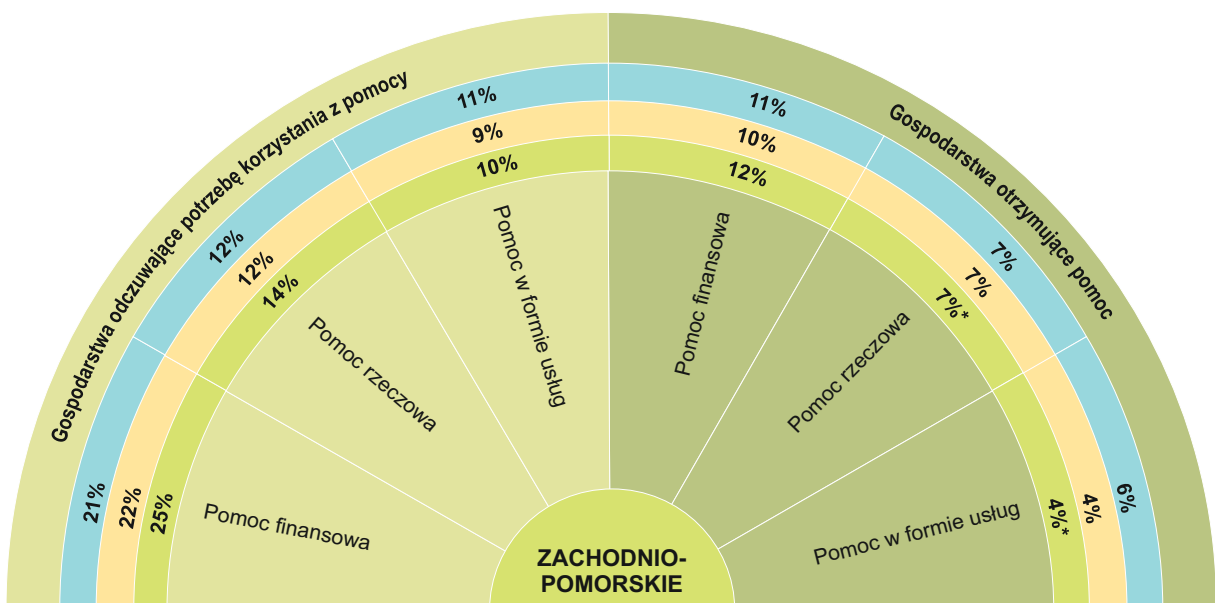 Gospodarstwa odczuwające potrzebę korzystania z pomocy
Gospodarstwa otrzymujące pomoc
11%
9%
10%
11%
10%
12%
12%
12%
14%
7%
7%
7%*
21%
22%
25%
6%
4%
4%*
Pomoc finansowa
Pomoc rzeczowa
Pomoc w formie usług
Pomoc finansowa
Pomoc rzeczowa
Pomoc w formie usług
ZACHODNIO-
POMORSKIE